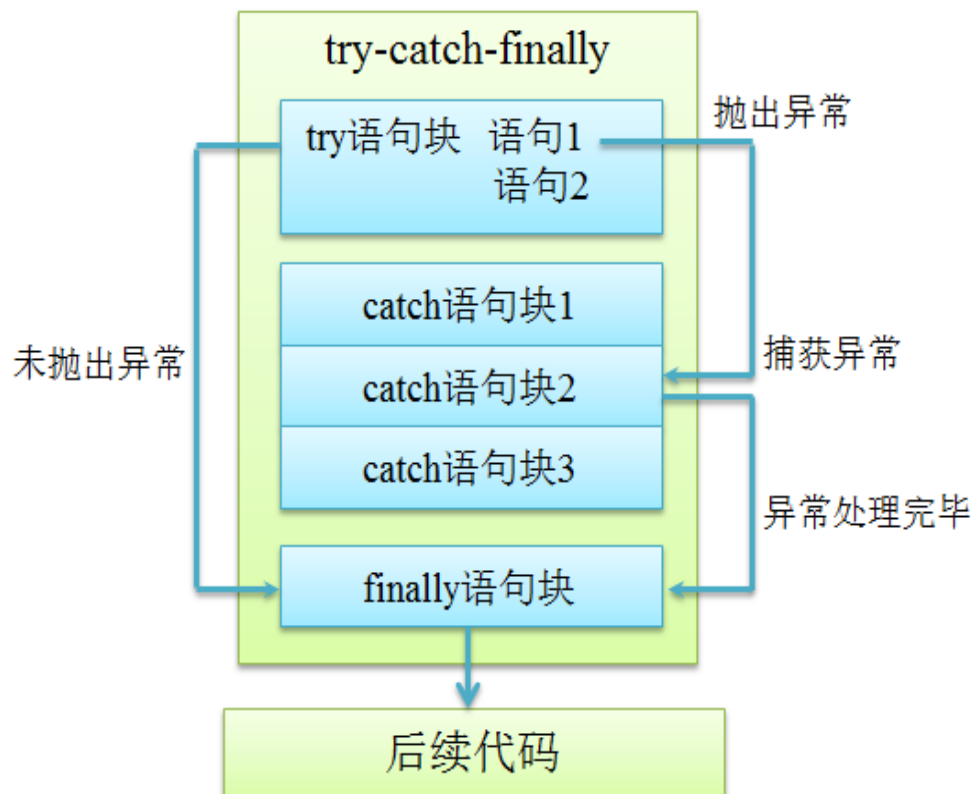 try-catch-finally
抛出异常
try语句块 语句1
语句2
catch语句块1
未抛出异常
捕获异常
catch语句块2
catch语句块3
异常处理完毕
finally语句块
后续代码